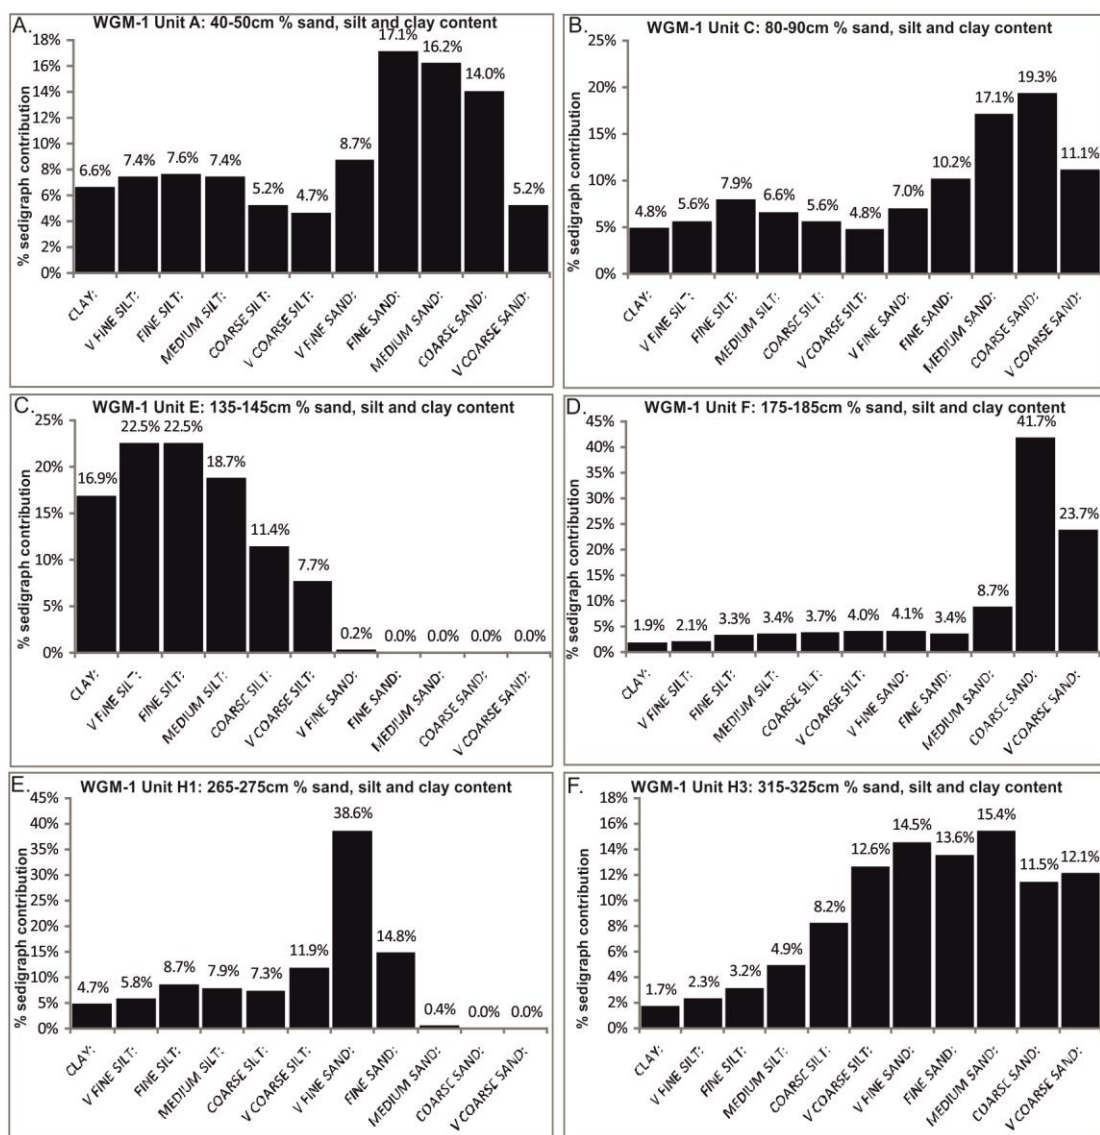 A.
WGM-1 Unit A: 40-50cm % sand, silt and clay content
% sedigraph contribution
18%
16%
14%
12%
10%
8%
6%
4%
2%
0%
6.6%
7.4%
7.6%
7.4%
5.2%
4.7%
8.7%
17.1%
16.2%
14.0%
5.2%
CLAY:
V FINE SILT:
FINE SILT:
MEDIUM SILT:
COARSE SILT:
V COARSE SILT:
V FINE SAND:
FINE SAND:
MEDIUM SAND:
COARSE SAND:
V COARSE SAND:
B.
WGM-1 Unit C: 80-90cm % sand, silt and clay content
% sedigraph contribution
25%
20%
15%
10%
5%
0%
4.8%
5.6%
7.9%
6.6%
5.6%
4.8%
7.0%
10.2%
17.1%
19.3%
11.1%
CLAY:
V FINE SILT:
FINE SILT:
MEDIUM SILT:
COARSE SILT:
V COARSE SILT:
V FINE SAND:
FINE SAND:
MEDIUM SAND:
COARSE SAND:
V COARSE SAND:
C.
WGM-1 Unit E: 135-145cm % sand, silt and clay content
% sedigraph contribution
25%
20%
15%
10%
5%
0%
16.9%
22.5%
22.5%
18.7%
11.4%
7.7%
0.2%
0.0%
0.0%
0.0%
0.0%
CLAY:
V FINE SILT:
FINE SILT:
MEDIUM SILT:
COARSE SILT:
V COARSE SILT:
V FINE SAND:
FINE SAND:
MEDIUM SAND:
COARSE SAND:
V COARSE SAND:
D.
WGM-1 Unit F: 175-185cm % sand, silt and clay content
% sedigraph contribution
45%
40%
35%
30%
25%
20%
15%
10%
5%
0%
1.9%
2.1%
3.3%
3.4%
3.7%
4.0%
4.1%
3.4%
8.7%
41.7%
23.7%
CLAY:
V FINE SILT:
FINE SILT:
MEDIUM SILT:
COARSE SILT:
V COARSE SILT:
V FINE SAND:
FINE SAND:
MEDIUM SAND:
COARSE SAND:
V COARSE SAND:
E.
WGM-1 Unit H1: 265-275cm % sand, silt and clay content
% sedigraph contribution
45%
40%
35%
30%
25%
20%
15%
10%
5%
0%
4.7%
5.8%
8.7%
7.9%
7.3%
11.9%
38.6%
14.8%
0.4%
0.0%
0.0%
CLAY:
V FINE SILT:
FINE SILT:
MEDIUM SILT:
COARSE SILT:
V COARSE SILT:
V FINE SAND:
FINE SAND:
MEDIUM SAND:
COARSE SAND:
V COARSE SAND:
F.
WGM-1 Unit H3: 315-325cm % sand, silt and clay content
% sedigraph contribution
18%
16%
14%
12%
10%
8%
6%
4%
2%
0%
1.7%
2.3%
3.2%
4.9%
8.2%
12.6%
14.5%
13.6%
15.4%
11.5%
12.1%
CLAY:
V FINE SILT:
FINE SILT:
MEDIUM SILT:
COARSE SILT:
V COARSE SILT:
V FINE SAND:
FINE SAND:
MEDIUM SAND:
COARSE SAND:
V COARSE SAND: